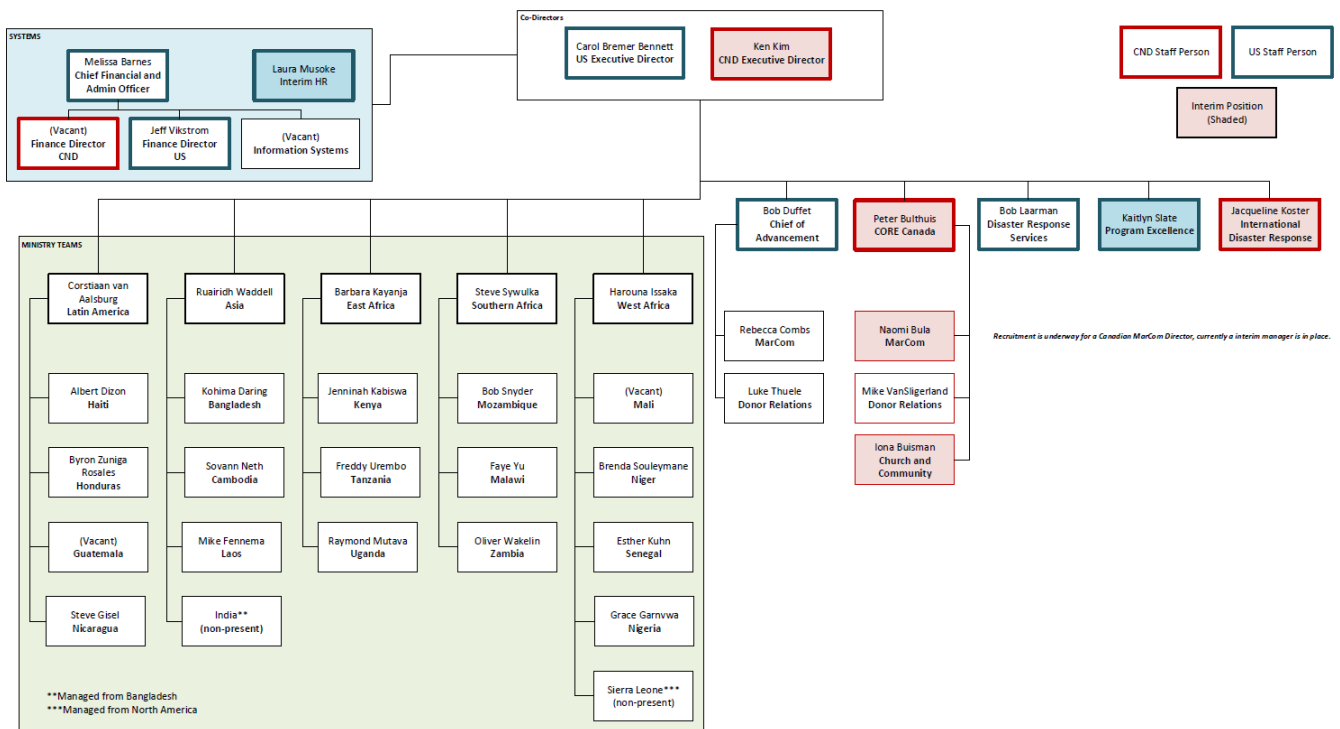 Co-Directors
Carol Bremer Bennett
US Executive Director
Ken Kim
CND Executive Director
CND Staff Person
US Staff Person
Interim Position
(Shaded)
SYSTEMS
Melissa Barnes
Chief Financial and
Admin Officer
Laura Musoke
Interim HR
(Vacant)
Finance Director
CND
Jeff Vikstrom
Finance Director
US
(Vacant)
Information Systems
Bob Duffet
Chief of
Advancement
Peter Bulthuis
CORE Canada
Bob Laarman
Disaster Response
Services
Kaitlyn Slate
Program Excellence
Jacqueline Koster
International
Disaster Response
Rebecca Combs
MarCom
Luke Thuele
Donor Relations
Naomi Bula
MarCom
Mike VanSligerland
Donor Relations
Iona Buisman
Church and
Community
Recruitment is underway for a Canadian MarCom Director, currently a interim manager is in place.
MINISTRY TEAMS
Corstiaan van
Aalsburg
Latin America
Albert Dizon
Haiti
Byron Zuniga
Rosales
Honduras
(Vacant)
Guatemala
Steve Gisel
Nicaragua
Ruairidh Waddell
Asia
Kohima Daring
Bangladesh
Sovann Neth
Cambodia
Mike Fennema
Laos
India**
(non-present)
Barbara Kayanja
East Africa
Jenninah Kabiswa
Kenya
Freddy Urembo
Tanzania
Raymond Mutava
Uganda
Steve Sywulka
Southern Africa
Bob Snyder
Mozambique
Faye Yu
Malawi
Oliver Wakelin
Zambia
Harouna Issaka
West Africa
(Vacant)
Mali
Brenda Souleymane
Niger
Esther Kuhn
Senegal
Grace Garnvwa
Nigeria
Sierra Leone***
(non-present)
**Managed from Bangladesh
***Managed from North America